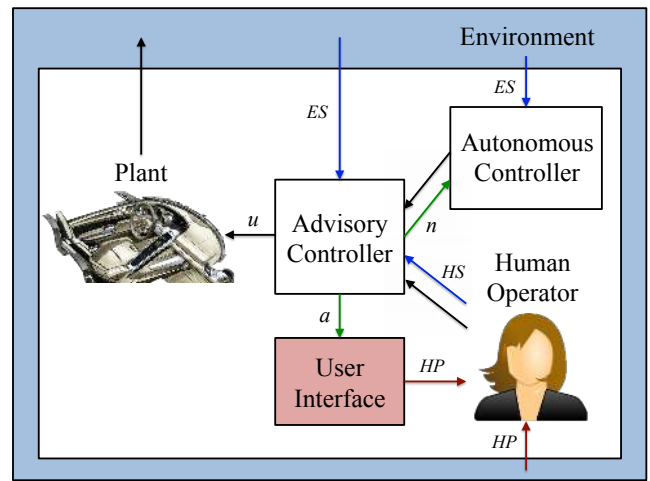 Environment
ES
ES
Autonomous
Controller
Plant
u
Advisory
Controller
n
HS
Human
Operator
a
User
Interface
HP
HP